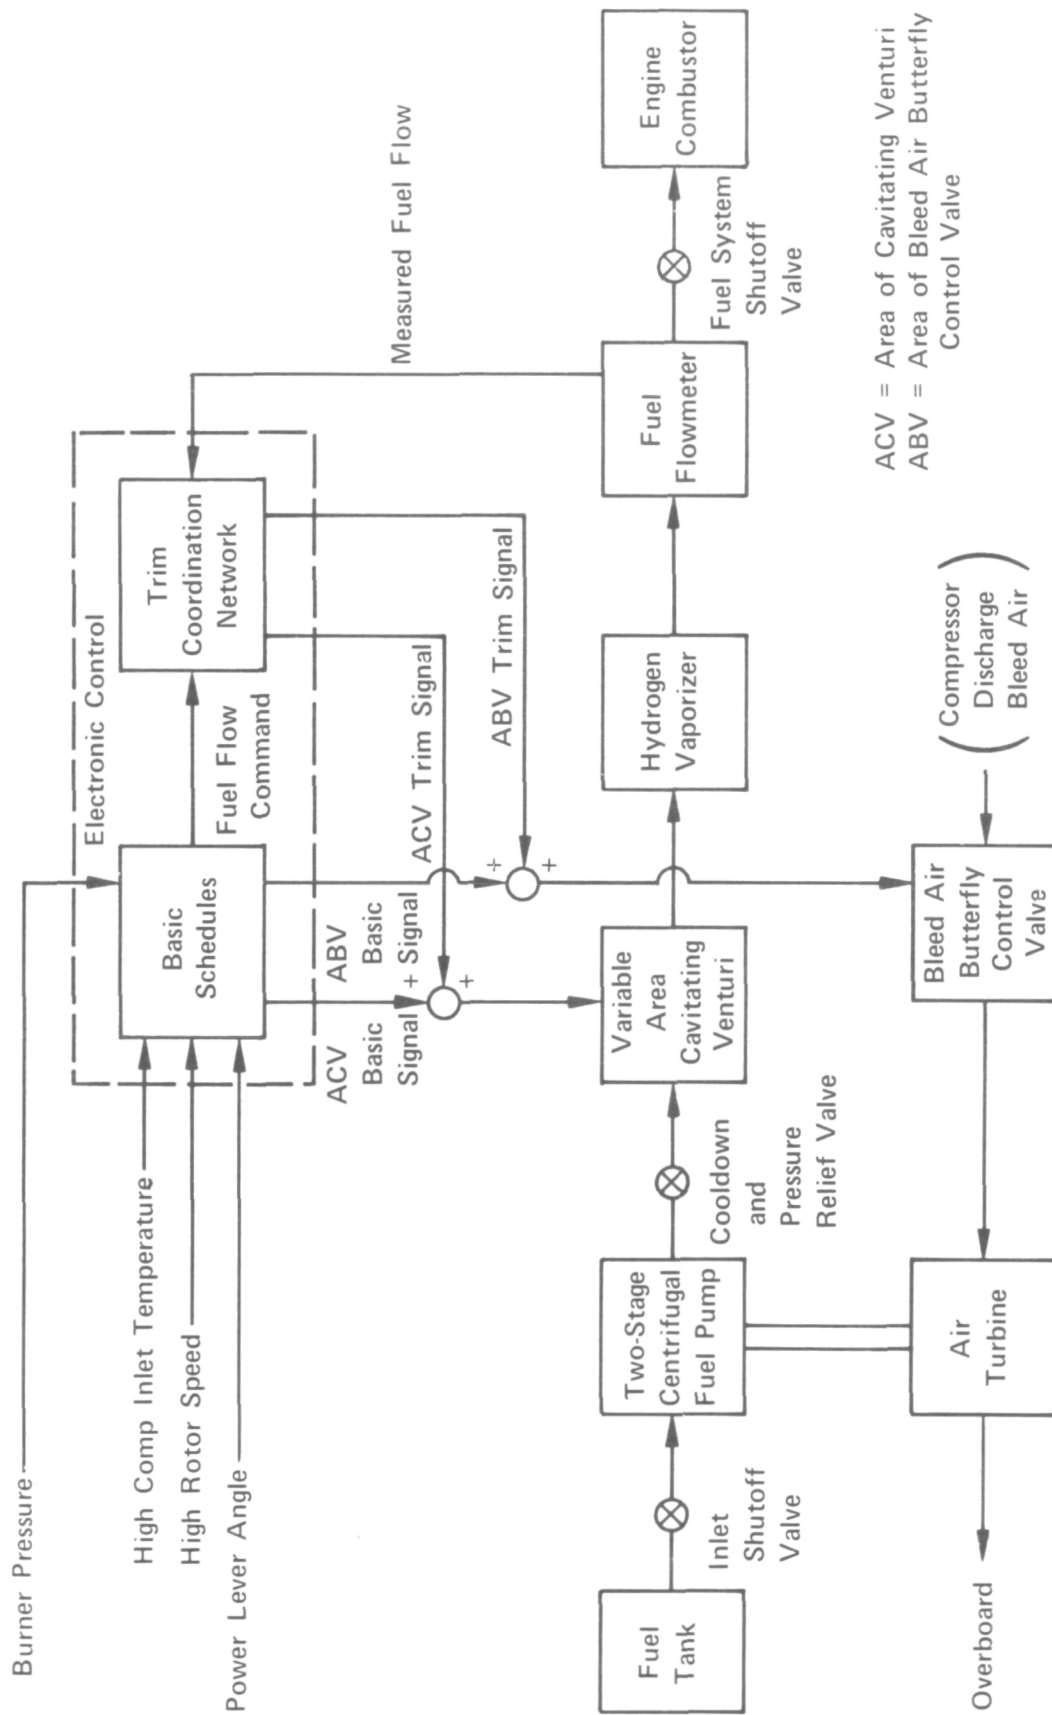 Burner Pressure
High Comp Inlet Temperature
High Rotor Speed
Power Lever Angle
Electronic Control
Basic
Schedules
Fuel Flow
Command
Trim
Coordination
Network
Measured Fuel Flow
ACV
Basic
Signal
ABV
Basic
Signal
+
+
+
+
ACV Trim Signal
ABV Trim Signal
Fuel
Tank
Inlet
Shutoff
Valve
Two-Stage
Centrifugal
Fuel Pump
Cooldown
and
Pressure
Relief Valve
Variable
Area
Cavitating
Venturi
Hydrogen
Vaporizer
Fuel
Flowmeter
Fuel System
Shutoff
Valve
Engine
Combustor
Overboard
Air
Turbine
Bleed Air
Butterfly
Control
Valve
(Compressor
Discharge
Bleed Air)
ACV = Area of Cavitating Venturi
ABV = Area of Bleed Air Butterfly
Control Valve